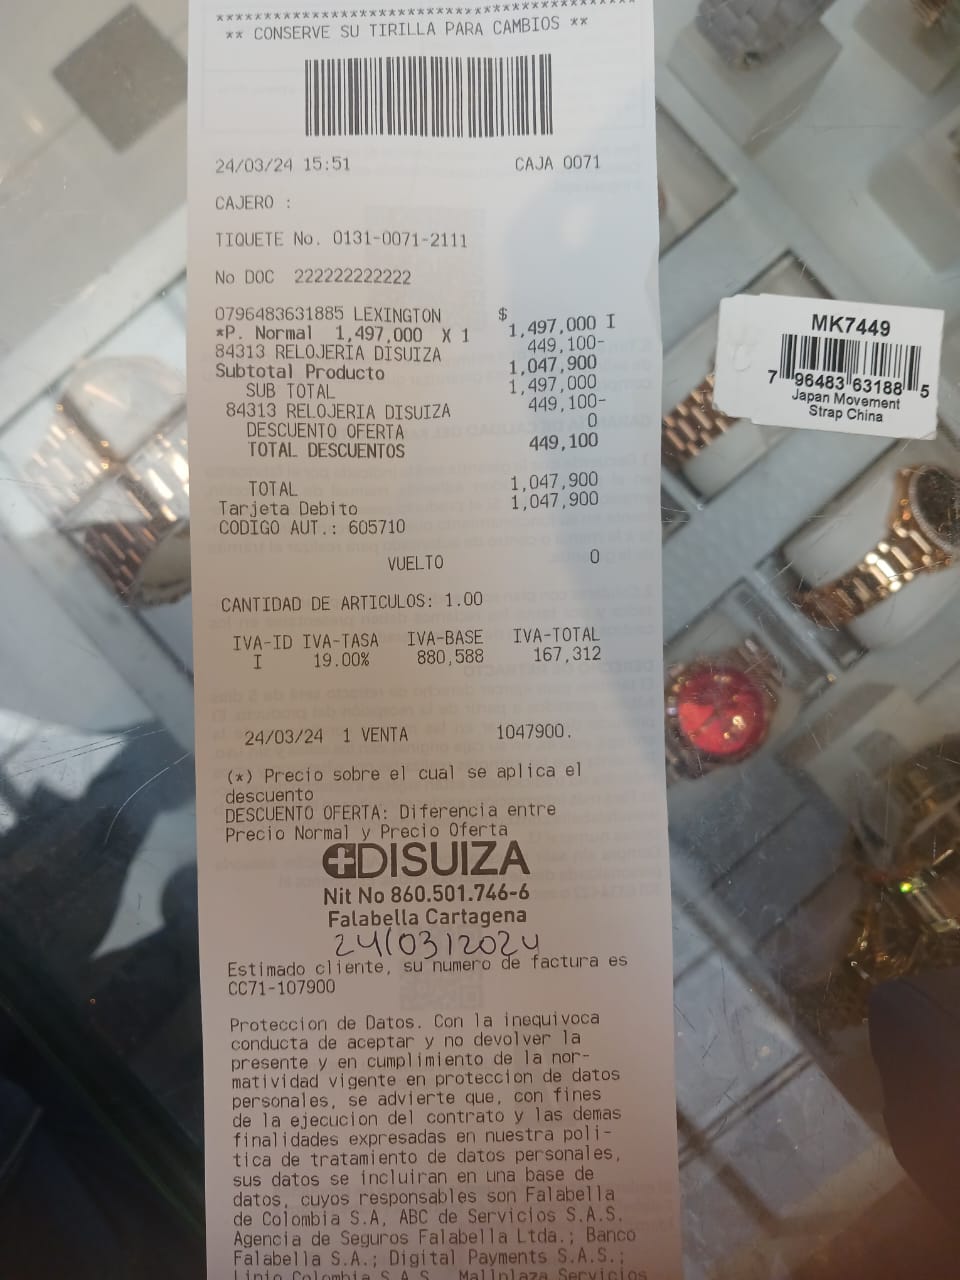 ** CONSERVE SU TIRILLA PARA CAMBIOS **
24/03/24 15:51 CAJA 0071
CAJERO :
TIQUETE No. 0131-0071-2111
No DOC 222222222222
0796483631885 LEXINGTON $
*P. Normal 1,497,000 X 1 1,497,000 I
84313 RELOJERIA DISUIZA 449,100-
Subtotal Producto 1,047,900
SUB TOTAL 1,497,000
84313 RELOJERIA DISUIZA 449,100-
DESCUENTO OFERTA 0
TOTAL DESCUENTOS 449,100
TOTAL 1,047,900
Tarjeta Debito 1,047,900
CODIGO AUT.: 605710
VUELTO 0
CANTIDAD DE ARTICULOS: 1.00
IVA-ID IVA-TASA IVA-BASE IVA-TOTAL
I 19.00% 880,588 167,312
24/03/24 1 VENTA 1047900.
(*) Precio sobre el cual se aplica el
descuento
DESCUENTO OFERTA: Diferencia entre
Precio Normal y Precio Oferta
DISUIZA
Nit No 860.501.746-6
Falabella Cartagena
24/03/2024
Estimado cliente, su numero de factura es
CC71-107900
Proteccion de Datos. Con la inequivoca
conducta de aceptar y no devolver la
presente y en cumplimiento de la nor-
matividad vigente en proteccion de datos
personales, se advierte que, con fines
de la ejecucion del contrato y las demas
finalidades expresadas en nuestra poli-
tica de tratamiento de datos personales,
sus datos se incluiran en una base de
datos, cuyos responsables son Falabella
de Colombia S.A, ABC de Servicios S.A.S,
Agencia de Seguros Falabella Ltda.; Banco
Falabella S.A.; Digital Payments S.A.S.;
Linio Colombia S.A.S. Mallplaza Servicios
MK7449
7 96483 63188 5
Japan Movement
Strap China